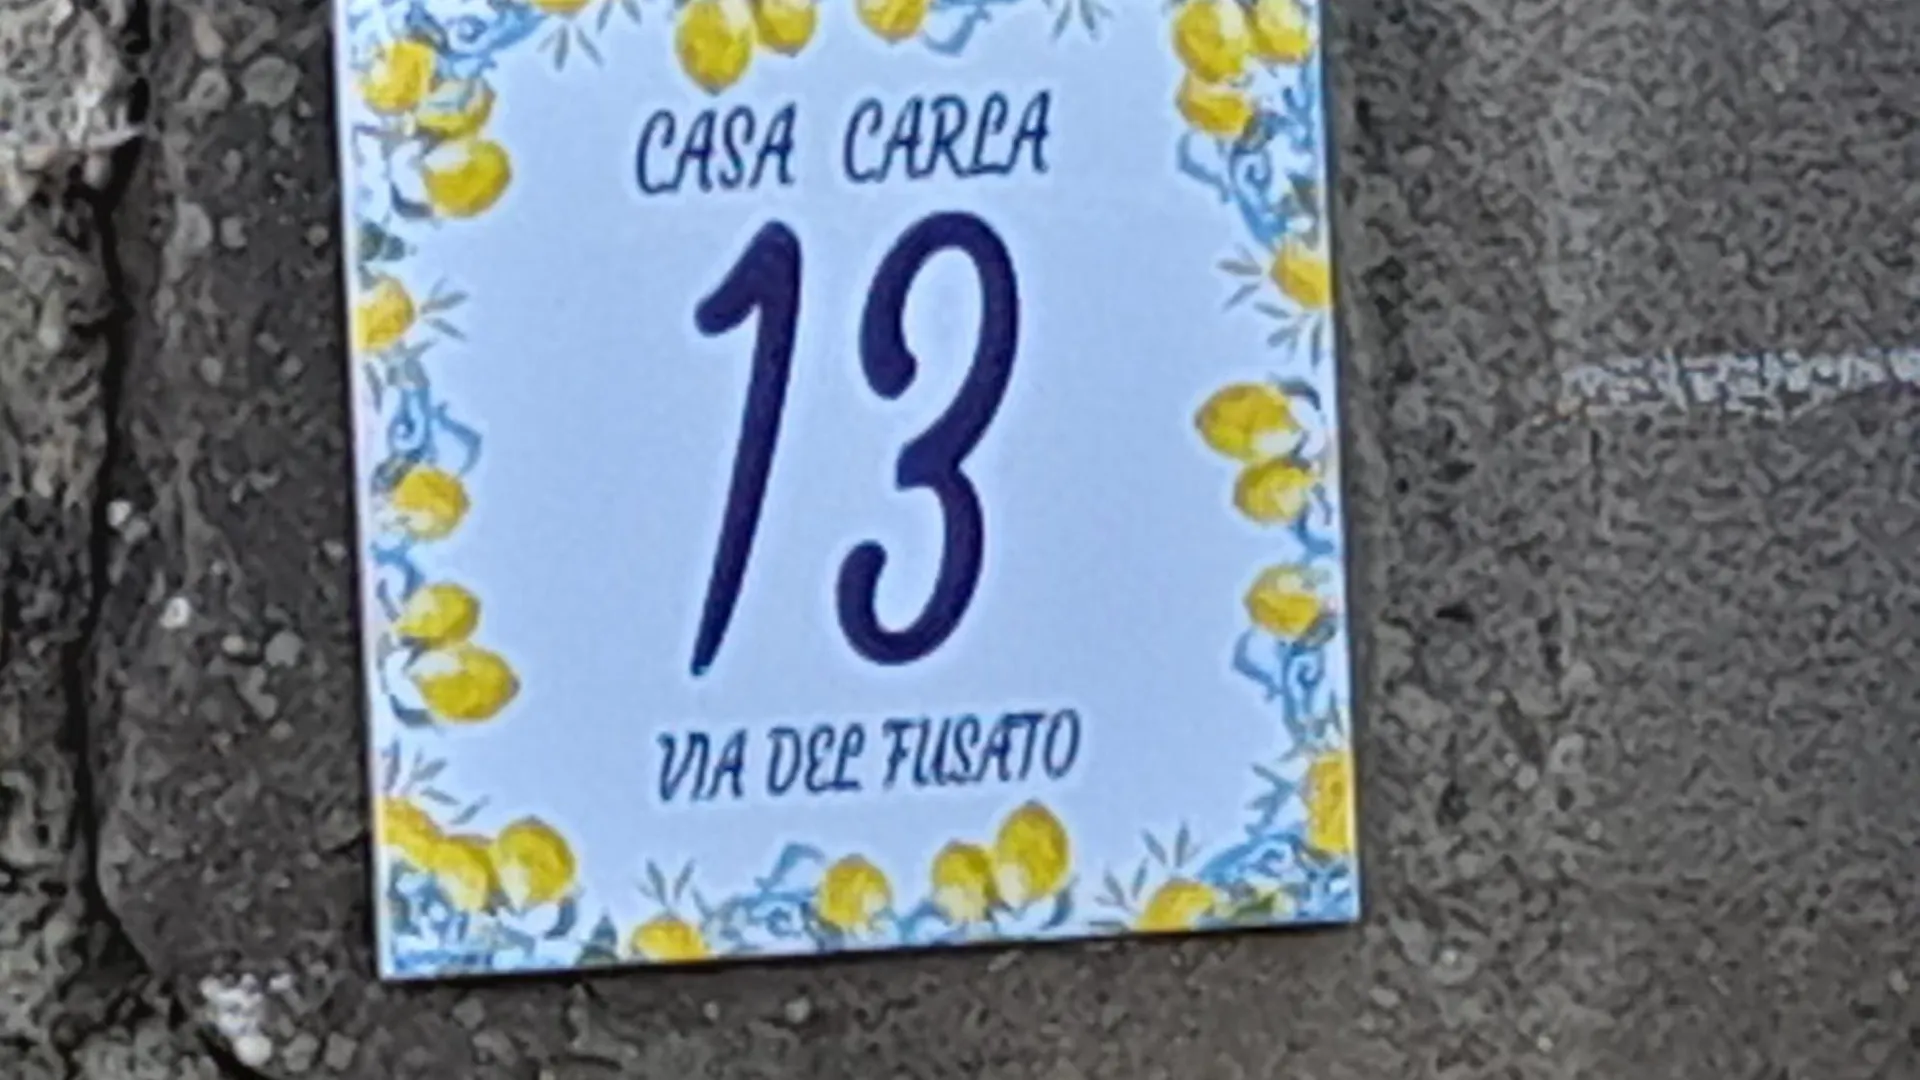 CASA CARLA
13
VIA DEL FUSATO